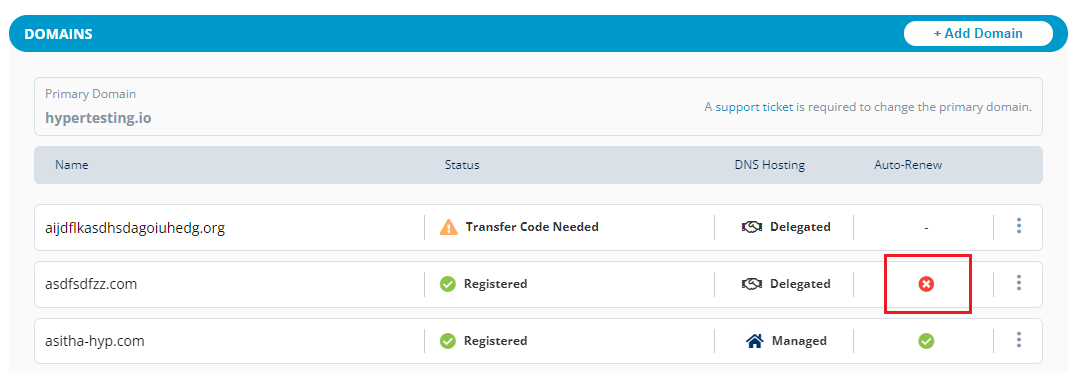 DOMAINS + Add Domain
Primary Domain
hypertesting.io A support ticket is required to change the primary domain.
Name Status DNS Hosting Auto-Renew
aijdflkasdhsdagoiuhedg.org Transfer Code Needed Delegated -
asdfsdfzz.com Registered Delegated
asitha-hyp.com Registered Managed